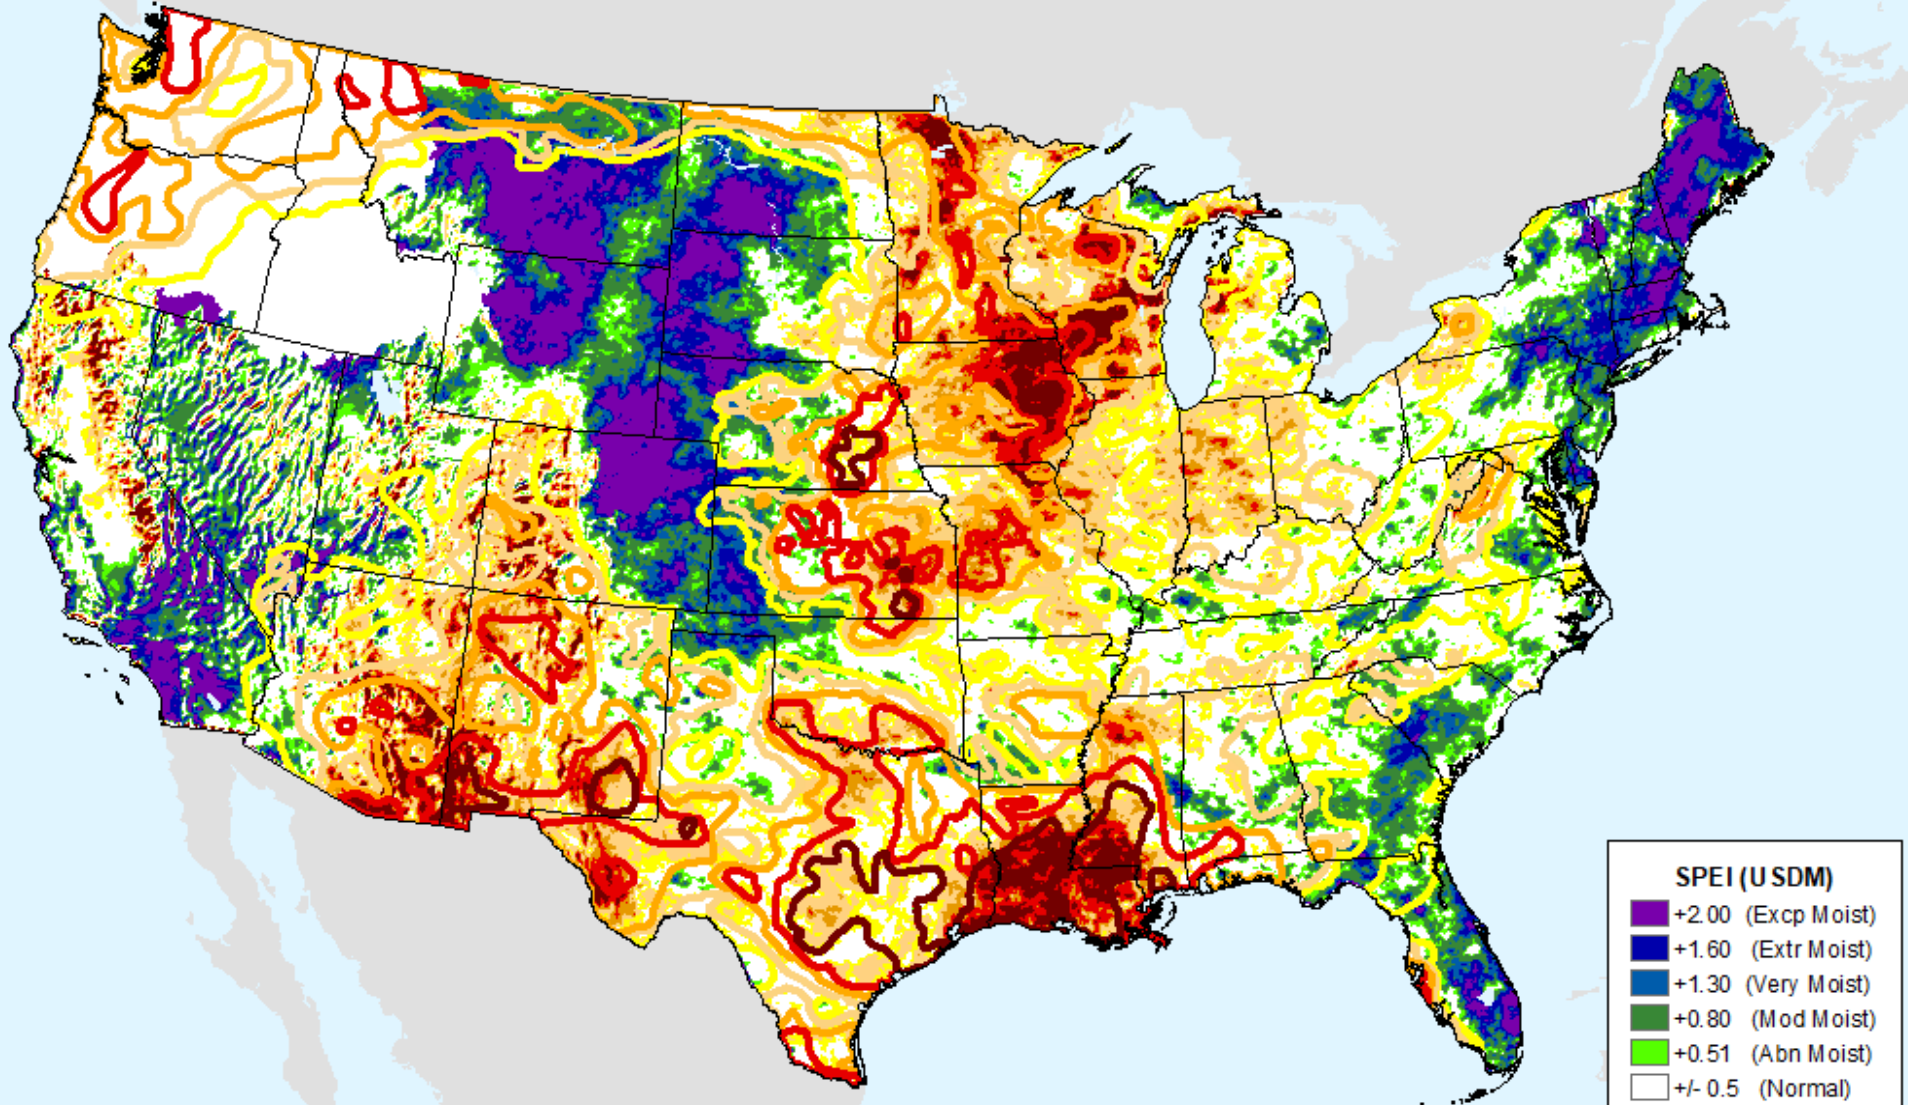 SPEI (USDM)
+2.00 (Excp Moist)
+1.60 (Extr Moist)
+1.30 (Very Moist)
+0.80 (Mod Moist)
+0.51 (Abn Moist)
+/- 0.5 (Normal)